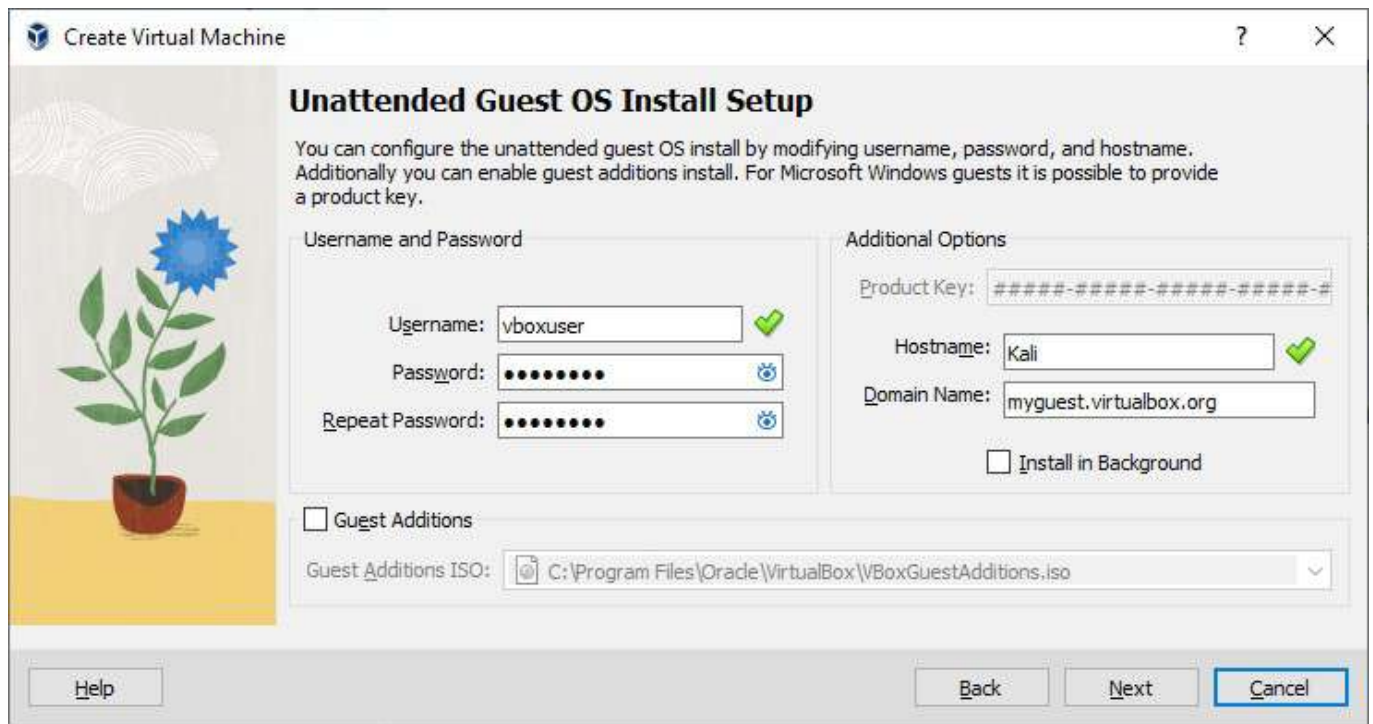 Create Virtual Machine
?
Unattended Guest OS Install Setup
You can configure the unattended guest OS install by modifying username, password, and hostname.
Additionally you can enable guest additions install. For Microsoft Windows guests it is possible to provide
a product key.
Username and Password
Username: vboxuser
Password: ●●●●●●●●
Repeat Password: ●●●●●●●●
Additional Options
Product Key: #####-#####-#####-#####-#
Hostname: Kali
Domain Name: myguest.virtualbox.org
Install in Background
Guest Additions
Guest Additions ISO: C:\Program Files\Oracle\VirtualBox\VBoxGuestAdditions.iso
Help Back Next Cancel